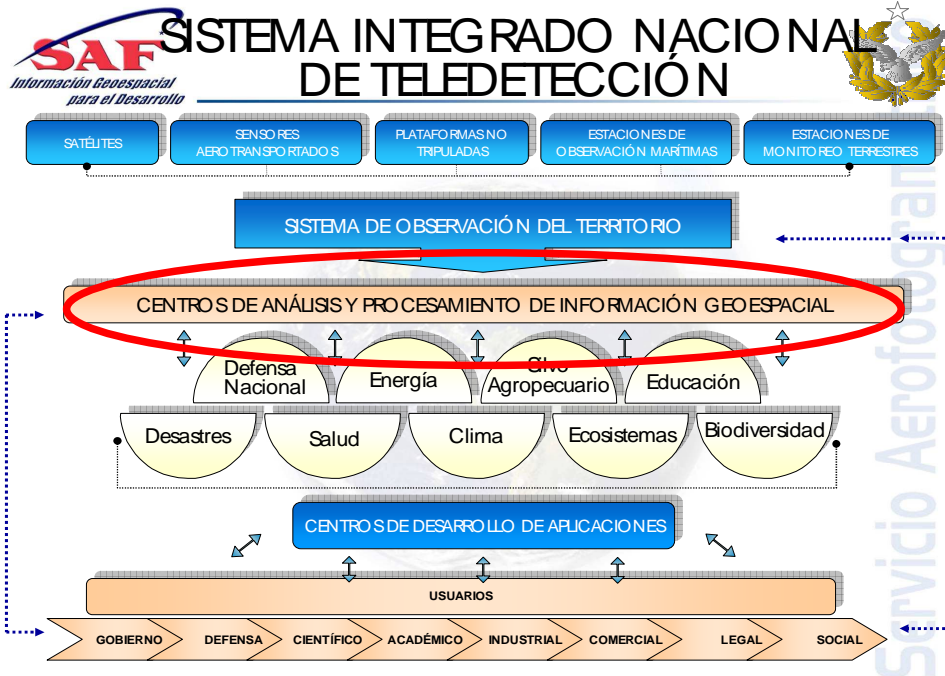 SAF
Información Geoespacial
para el Desarrollo
SISTEMA INTEGRADO NACIONAL
DE TELEDETECCIÓN
SATÉLITES
SENSORES
AEROTRANSPORTADOS
PLATAFORMAS NO
TRIPULADAS
ESTACIONES DE
OBSERVACIÓN MARÍTIMAS
ESTACIONES DE
MONITOREO TERRESTRES
SISTEMA DE OBSERVACIÓN DEL TERRITORIO
CENTROS DE ANÁLISIS Y PROCESAMIENTO DE INFORMACIÓN GEOESPACIAL
Defensa
Nacional
Energía
Silvo
Agropecuario
Educación
Desastres
Salud
Clima
Ecosistemas
Biodiversidad
CENTROS DE DESARROLLO DE APLICACIONES
USUARIOS
GOBIERNO
DEFENSA
CIENTÍFICO
ACADÉMICO
INDUSTRIAL
COMERCIAL
LEGAL
SOCIAL
Servicio